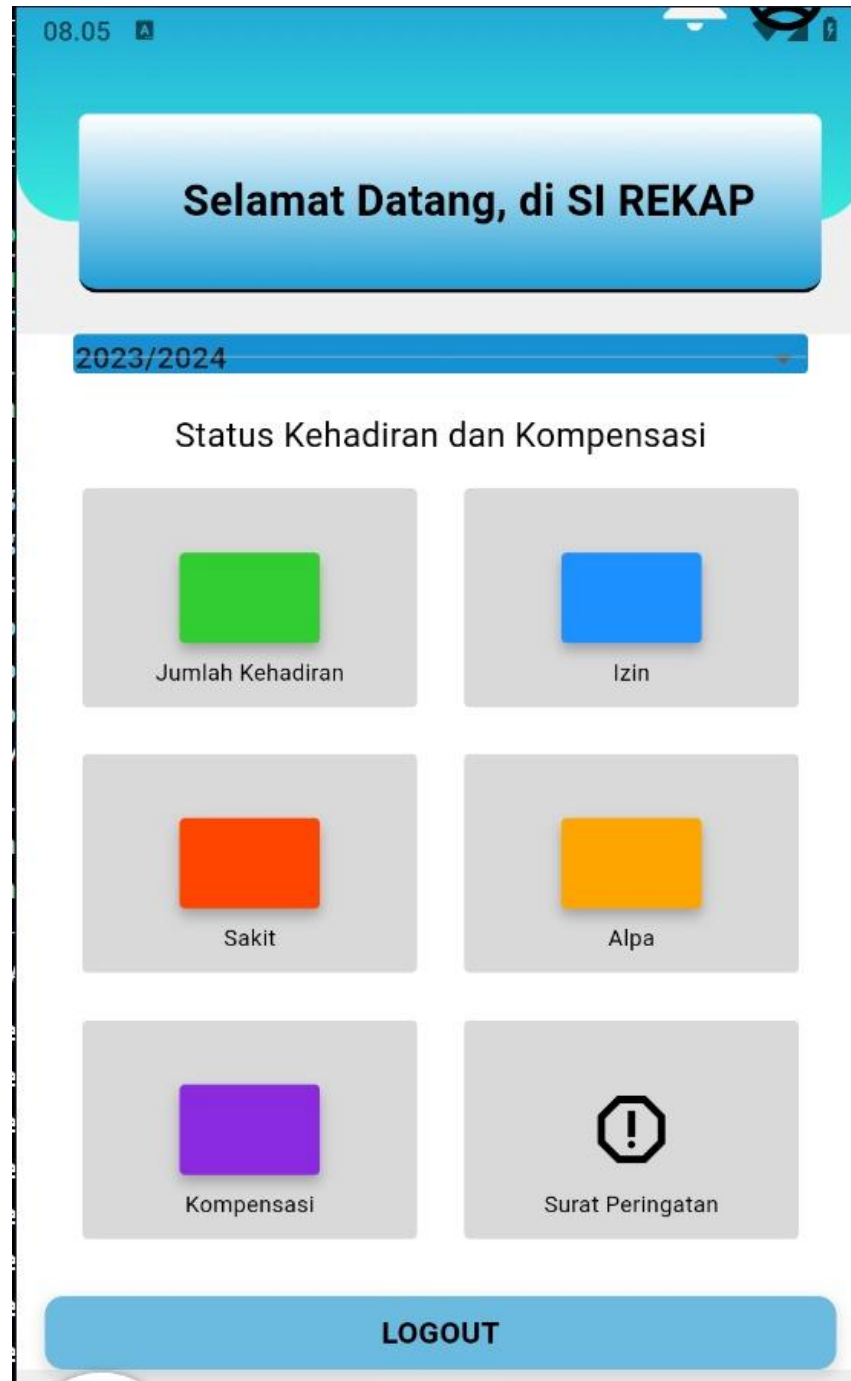 08.05
Selamat Datang, di SI REKAP
2023/2024
Status Kehadiran dan Kompensasi
Jumlah Kehadiran
Izin
Sakit
Alpa
Kompensasi
Surat Peringatan
LOGOUT